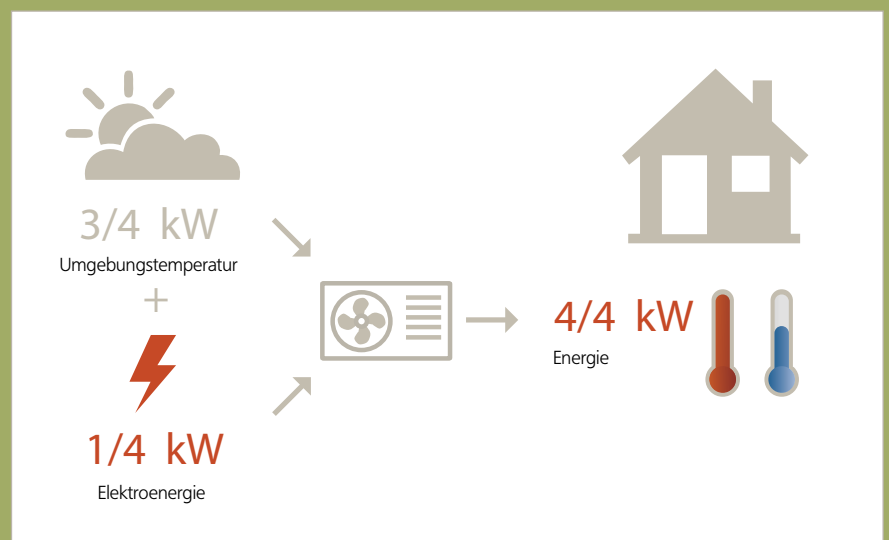 3/4 kW
Umgebungstemperatur
+
1/4 kW
Elektroenergie
4/4 kW
Energie